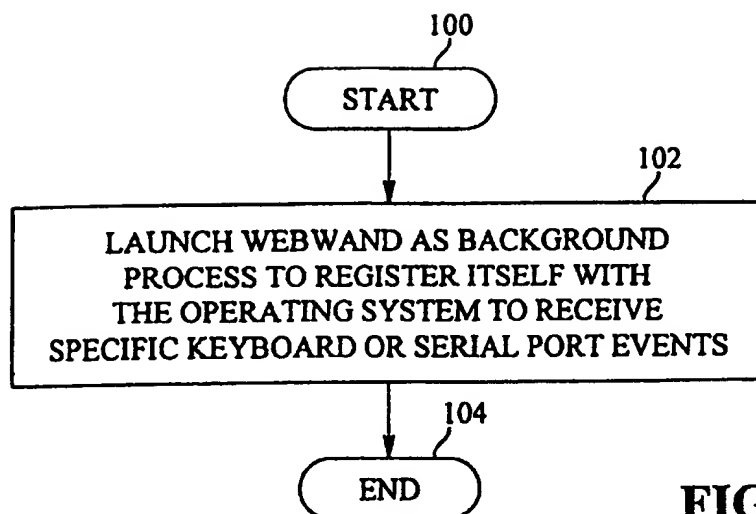 100
START
102
LAUNCH WEBWAND AS BACKGROUND
PROCESS TO REGISTER ITSELF WITH
THE OPERATING SYSTEM TO RECEIVE
SPECIFIC KEYBOARD OR SERIAL PORT EVENTS
104
END
FIG